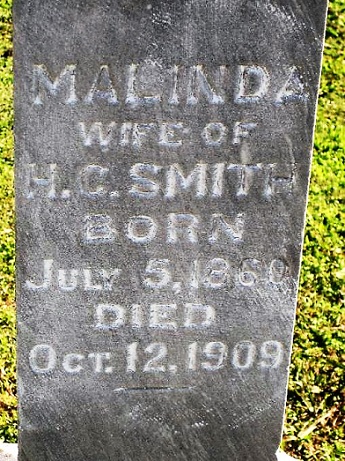 MALINDA
WIFE OF
H.C. SMITH
BORN
JULY 5, 1860
DIED
OCT. 12, 1909